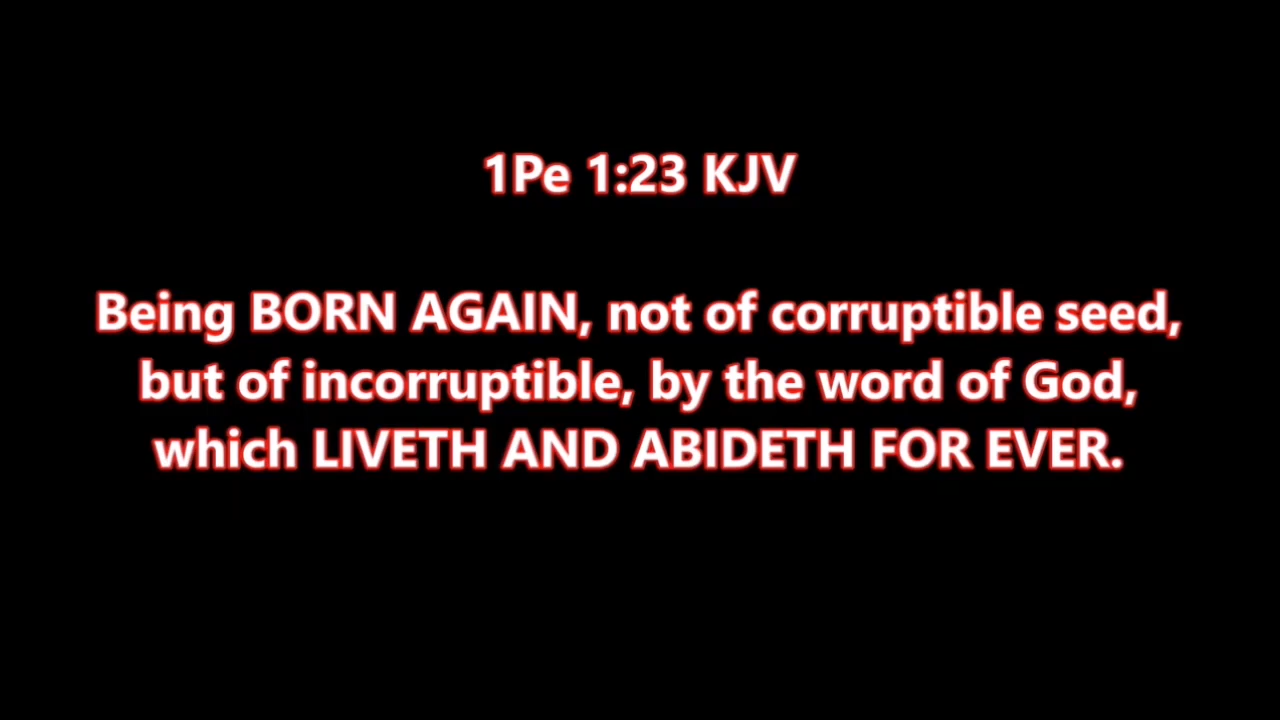 1Pe 1:23 KJV
Being BORN AGAIN, not of corruptible seed,
but of incorruptible, by the word of God,
which LIVETH AND ABIDETH FOR EVER.